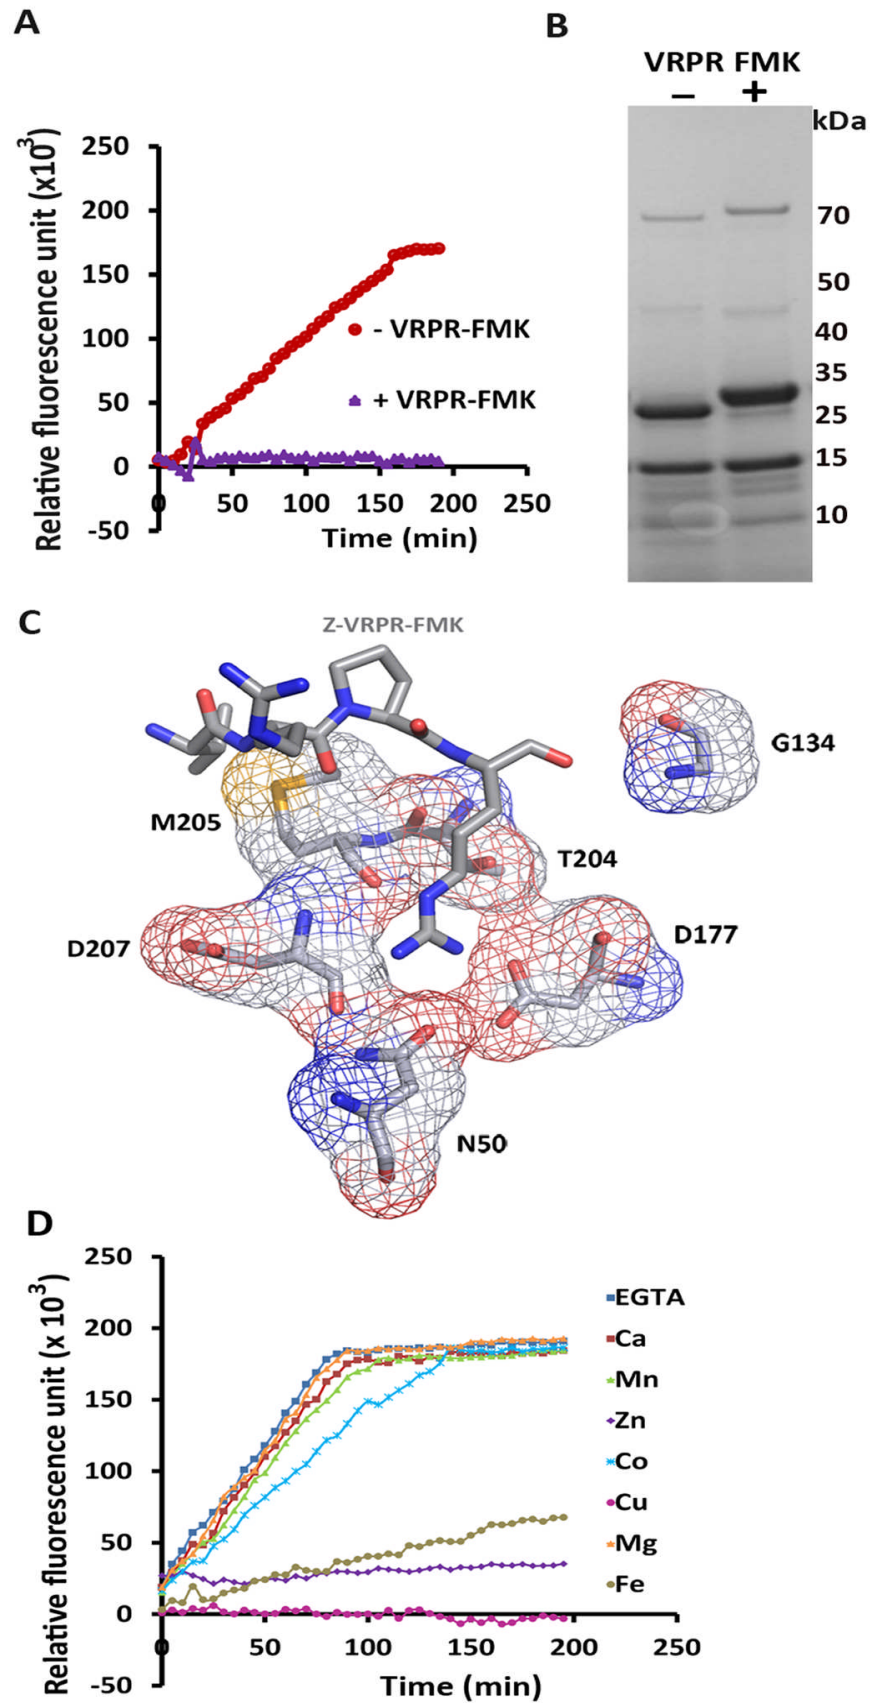 A
Relative fluorescence unit (x10³)
250
200
150
100
50
0
-50
0 50 100 150 200 250
Time (min)
- VRPR-FMK
+ VRPR-FMK
B
VRPR FMK
– +
kDa
70
50
40
35
25
15
10
C
Z-VRPR-FMK
G134
M205
T204
D207
D177
N50
D
Relative fluorescence unit (x 10³)
250
200
150
100
50
0
-50
0 50 100 150 200 250
Time (min)
EGTA
Ca
Mn
Zn
Co
Cu
Mg
Fe